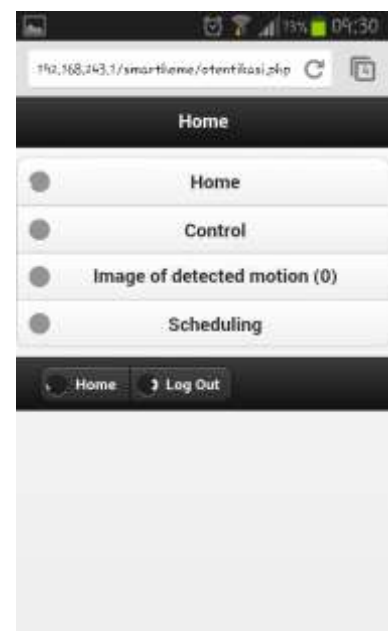 09:30
192.168.243.1/smarthome/otentikasi.php
Home
Home
Control
Image of detected motion (0)
Scheduling
Home Log Out